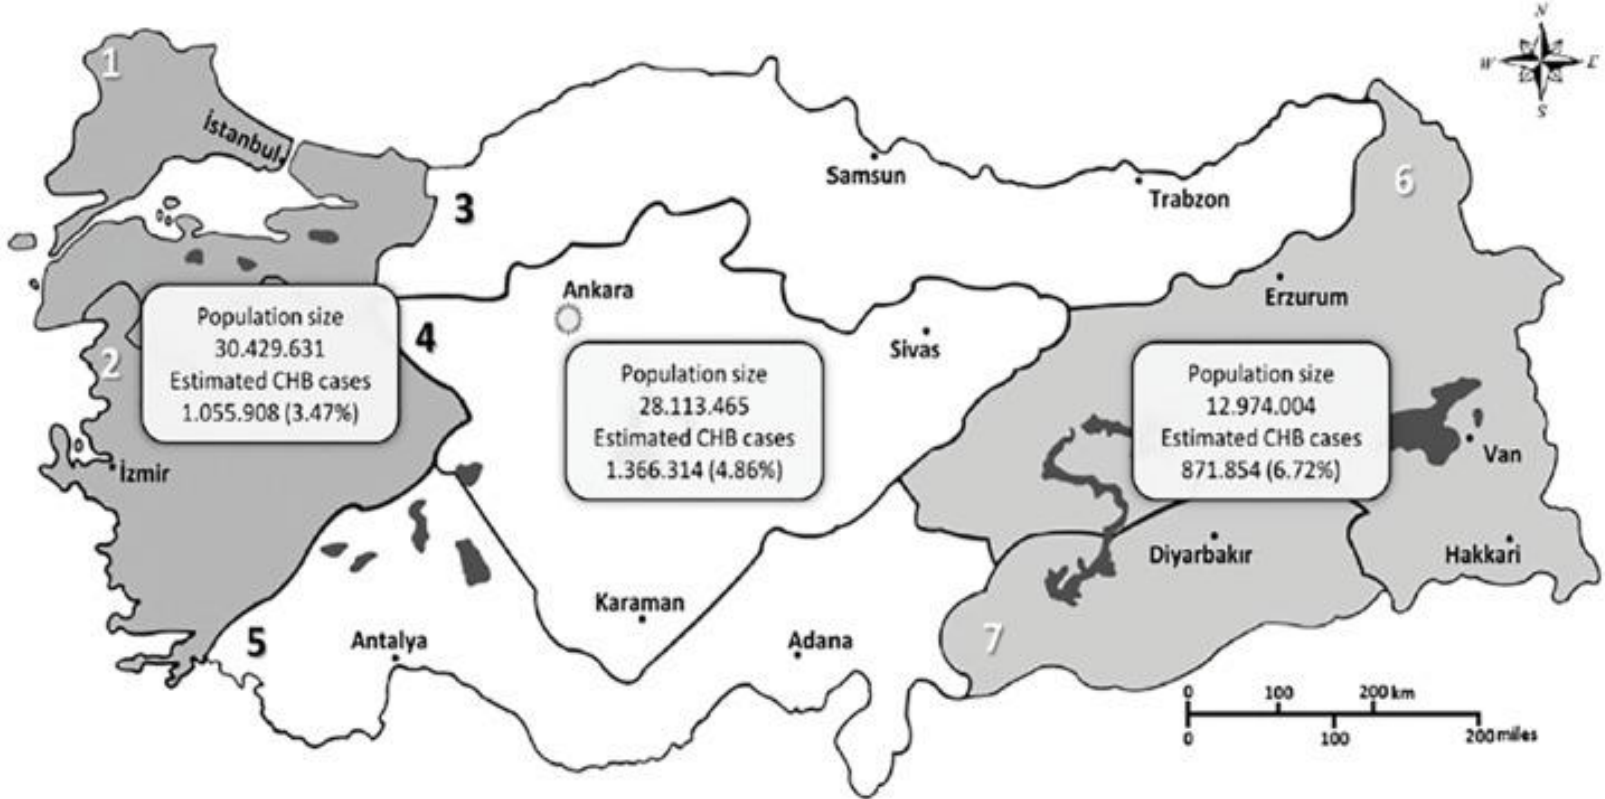 N
W
E
S
1
İstanbul
3
Samsun
Trabzon
6
Population size
30.429.631
Estimated CHB cases
1.055.908 (3.47%)
2
4
Ankara
Erzurum
Sivas
Population size
28.113.465
Estimated CHB cases
1.366.314 (4.86%)
Population size
12.974.004
Estimated CHB cases
871.854 (6.72%)
Van
İzmir
Diyarbakır
Hakkari
Karaman
5
Antalya
Adana
7
0 100 200 km
0 100 200 miles